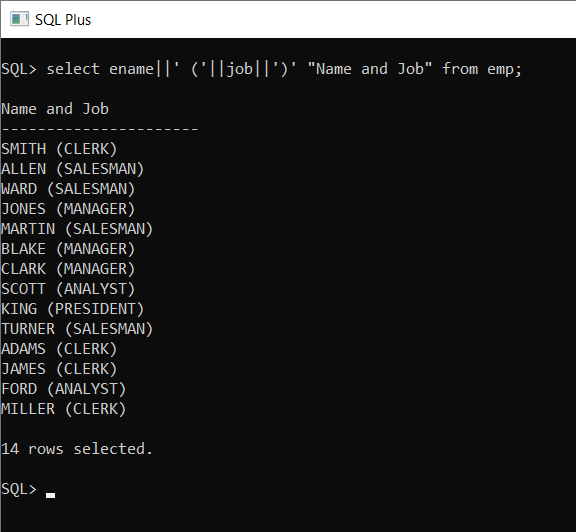 SQL Plus
SQL> select ename||' ('||job||')' "Name and Job" from emp;
Name and Job
----------------------
SMITH (CLERK)
ALLEN (SALESMAN)
WARD (SALESMAN)
JONES (MANAGER)
MARTIN (SALESMAN)
BLAKE (MANAGER)
CLARK (MANAGER)
SCOTT (ANALYST)
KING (PRESIDENT)
TURNER (SALESMAN)
ADAMS (CLERK)
JAMES (CLERK)
FORD (ANALYST)
MILLER (CLERK)
14 rows selected.
SQL>